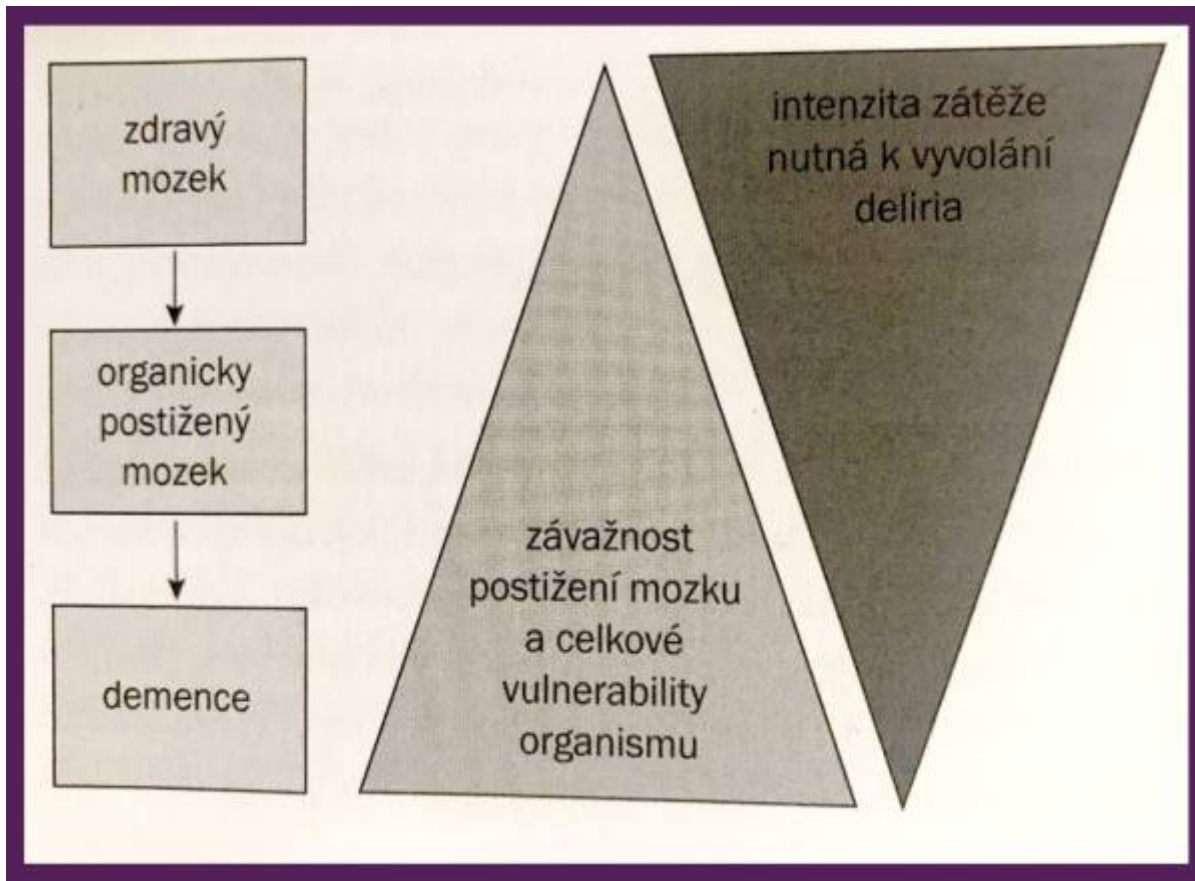 zdravý
mozek
organicky
postižený
mozek
demence
závažnost
postižení mozku
a celkové
vulnerability
organismu
intenzita zátěže
nutná k vyvolání
deliria